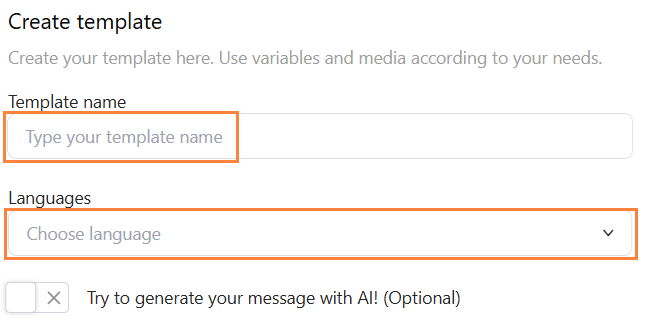 Create template
Create your template here. Use variables and media according to your needs.
Template name
Type your template name
Languages
Choose language
Try to generate your message with AI! (Optional)